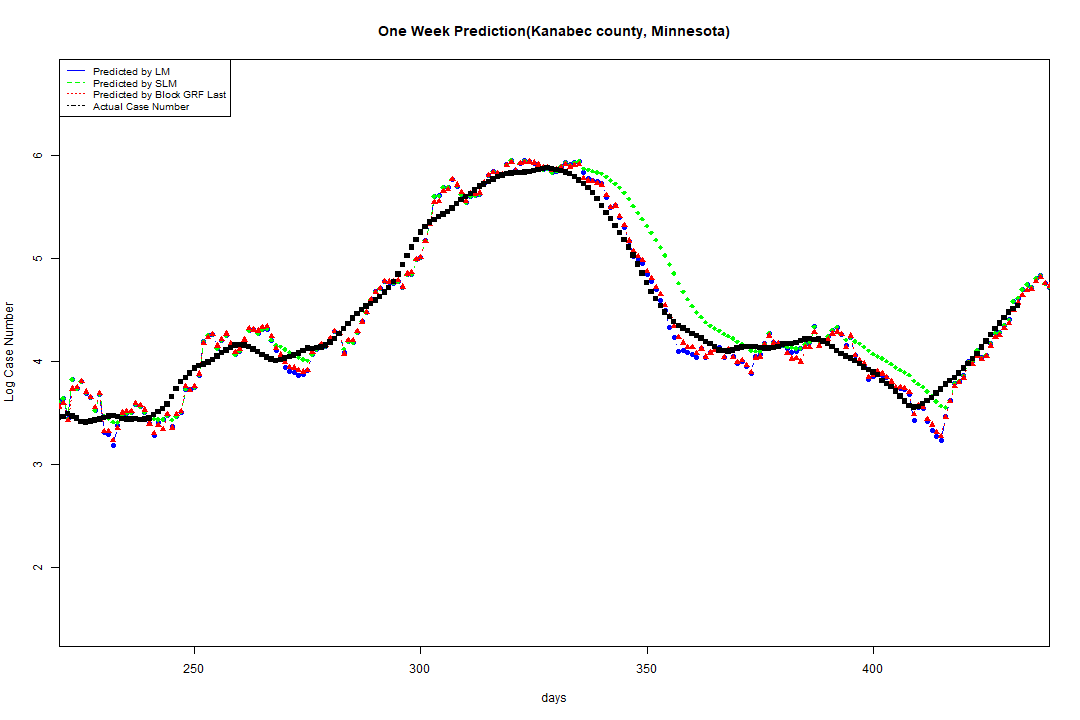 One Week Prediction(Kanabec county, Minnesota)
Predicted by LM
Predicted by SLM
Predicted by Block GRF Last
Actual Case Number
6
5
4
3
2
Log Case Number
250
300
350
400
days